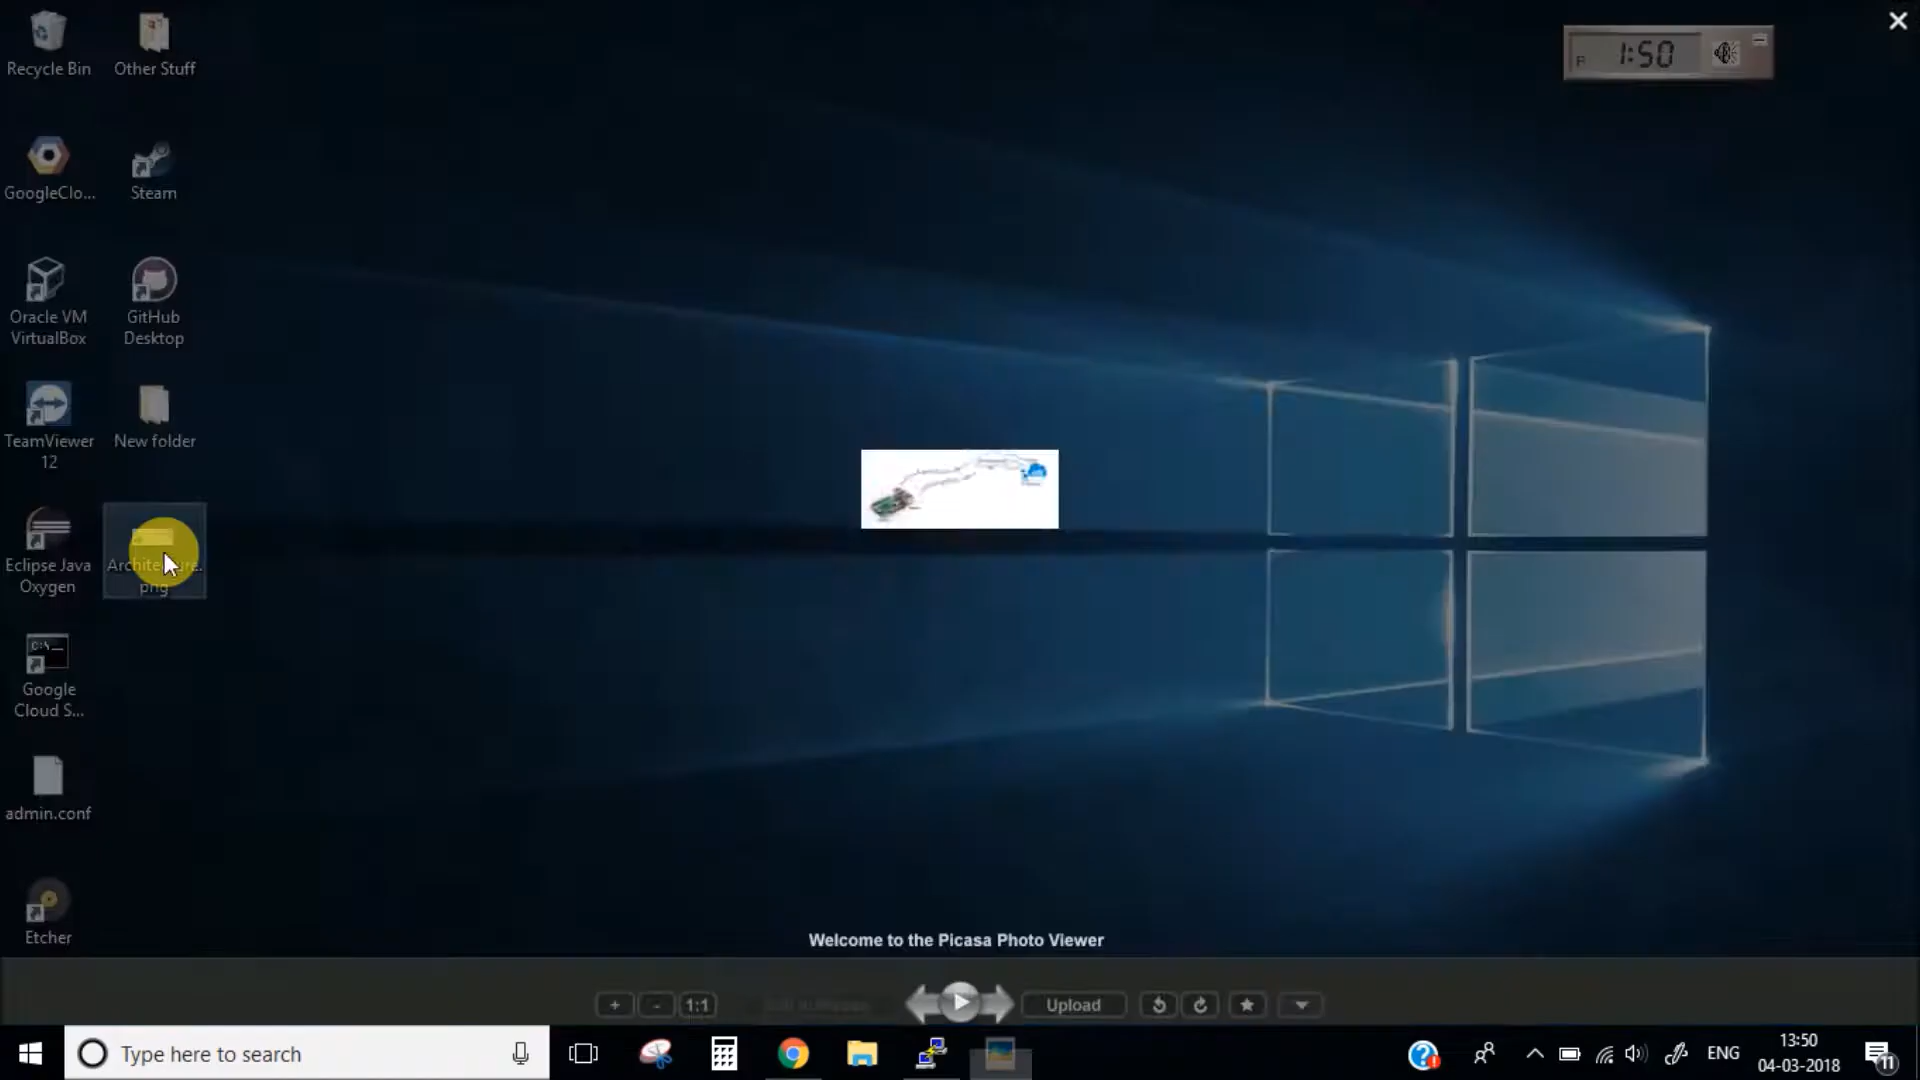 Recycle Bin
Other Stuff
P 1:50
GoogleClo...
Steam
Oracle VM
VirtualBox
GitHub
Desktop
TeamViewer
12
New folder
Eclipse Java
Oxygen
Architecture.
png
Google
Cloud S...
admin.conf
Etcher
Welcome to the Picasa Photo Viewer
+ - 1:1
Upload
Type here to search
ENG
13:50
04-03-2018
11